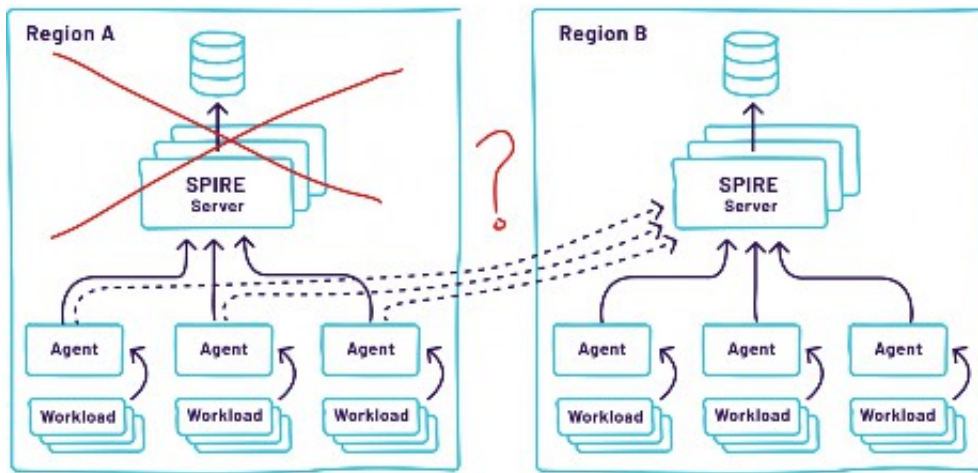 Region A
Region B
SPIRE
Server
?
SPIRE
Server
Agent
Agent
Agent
Agent
Agent
Agent
Workload
Workload
Workload
Workload
Workload
Workload